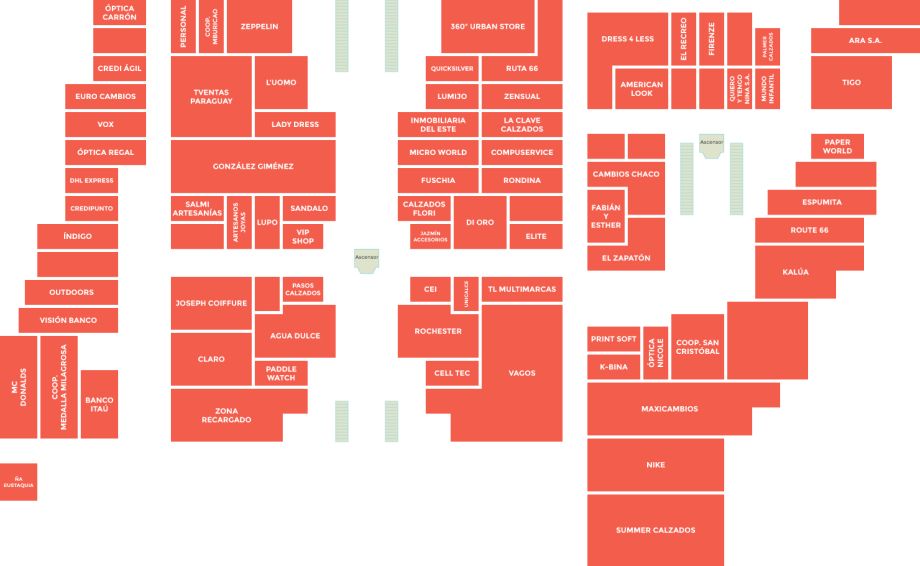 ÓPTICA
CARRÓN
CREDI ÁGIL
EURO CAMBIOS
VOX
ÓPTICA REGAL
DHL EXPRESS
CREDIPUNTO
ÍNDIGO
OUTDOORS
VISIÓN BANCO
MC
DONALDS
COOP.
MEDALLA MILAGROSA
BANCO
ITAÚ
ÑA
EUSTAQUIA
PERSONAL
COOP.
MBURICAO
ZEPPELIN
TVENTAS
PARAGUAY
L'UOMO
LADY DRESS
GONZÁLEZ GIMÉNEZ
SALMI
ARTESANÍAS
ARTESANOS
JOYAS
LUPO
SANDALO
VIP
SHOP
JOSEPH COIFFURE
PASOS
CALZADOS
AGUA DULCE
CLARO
PADDLE
WATCH
ZONA
RECARGADO
Ascensor
360° URBAN STORE
QUICKSILVER
RUTA 66
LUMIJO
ZENSUAL
INMOBILIARIA
DEL ESTE
LA CLAVE
CALZADOS
MICRO WORLD
COMPUSERVICE
FUSCHIA
RONDINA
CALZADOS
FLORI
DI ORO
JAZMÍN
ACCESORIOS
ELITE
CEI
UNICALCE
TL MULTIMARCAS
ROCHESTER
CELL TEC
VAGOS
DRESS 4 LESS
EL RECREO
FIRENZE
PALMER
CALZADOS
AMERICAN
LOOK
QUIERO
Y TENGO
NINA S.A.
MUNDO
INFANTIL
ARA S.A.
TIGO
Ascensor
CAMBIOS CHACO
FABIÁN
Y
ESTHER
EL ZAPATÓN
PAPER
WORLD
ESPUMITA
ROUTE 66
KALÚA
PRINT SOFT
K-BINA
ÓPTICA
NICOLE
COOP. SAN
CRISTÓBAL
MAXICAMBIOS
NIKE
SUMMER CALZADOS